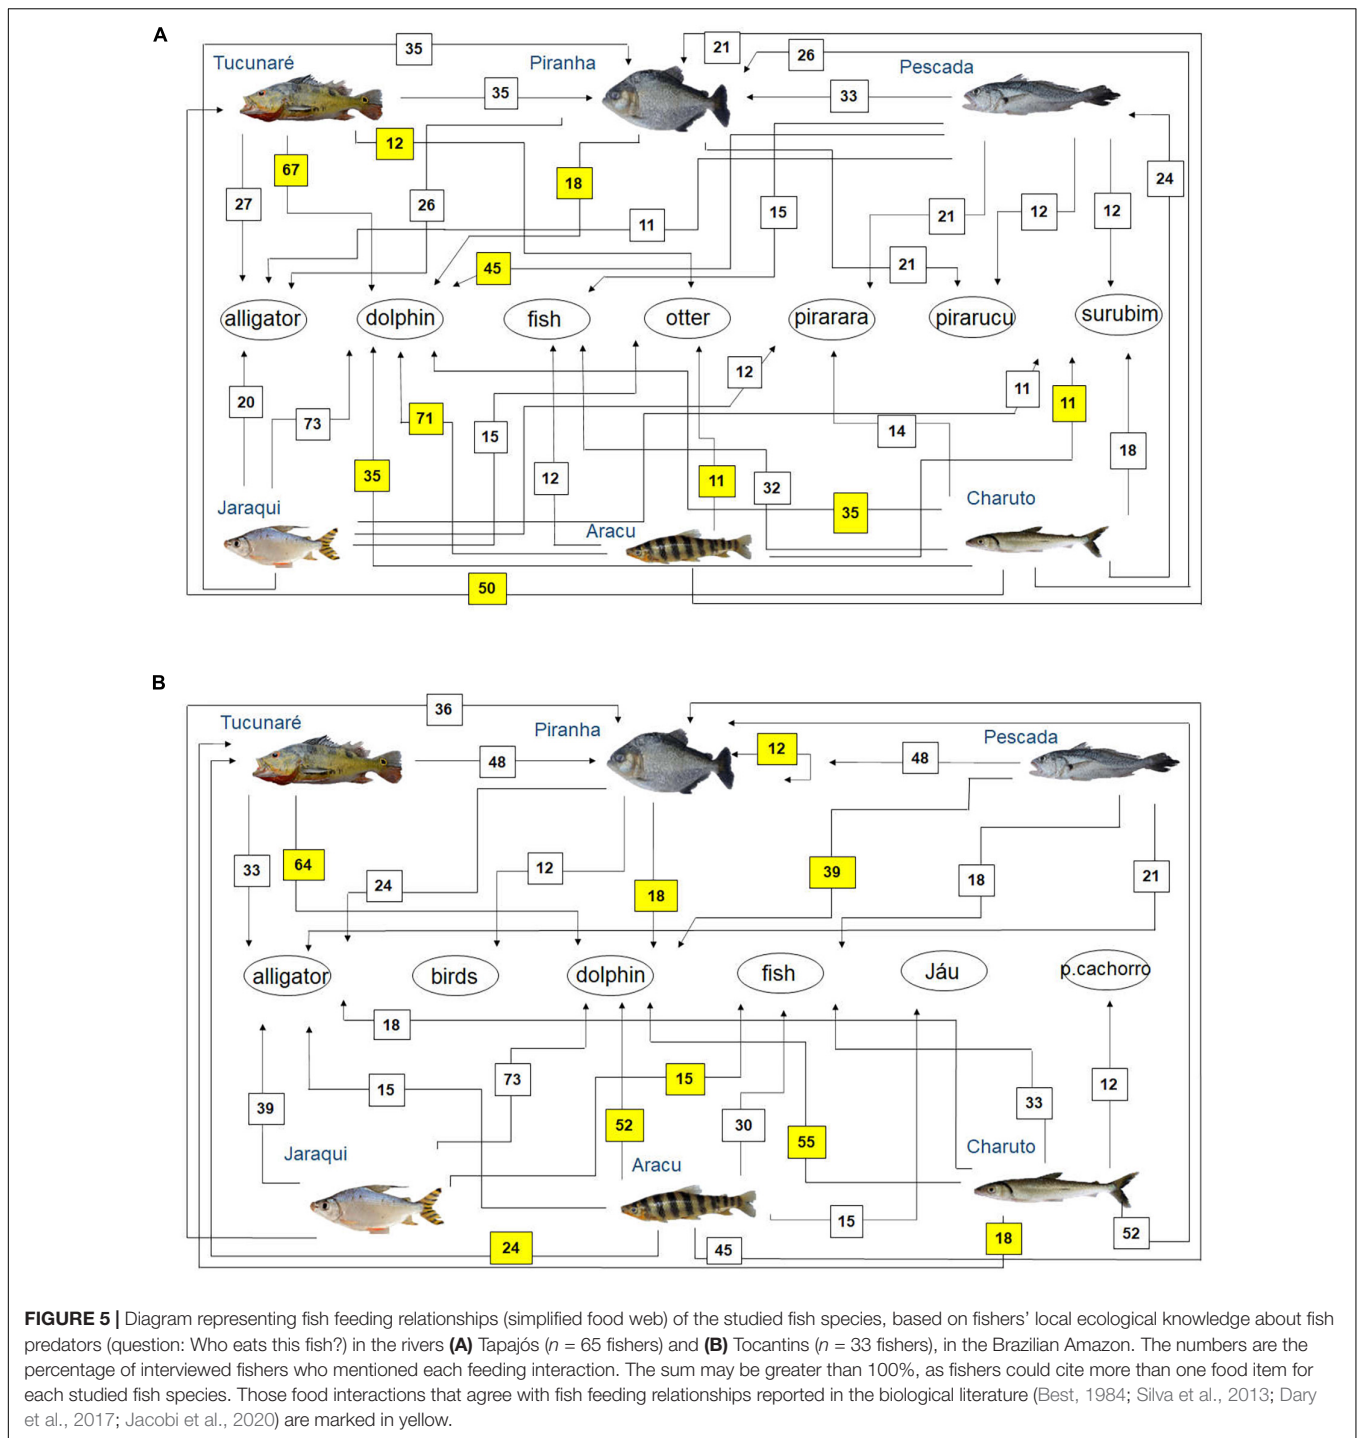 A
35
21
26
Tucunaré
Piranha
Pescada
35
33
12
67
18
24
27
26
15
21
12
12
11
45
21
alligator
dolphin
fish
otter
pirarara
pirarucu
surubim
12
20
11
11
73
71
15
14
18
35
12
11
32
35
Jaraqui
Aracu
Charuto
50
B
36
Tucunaré
Piranha
Pescada
12
48
48
33
64
24
12
18
39
18
21
alligator
birds
dolphin
fish
Jáu
p.cachorro
18
73
15
15
39
52
30
55
33
12
Jaraqui
Aracu
Charuto
15
24
45
18
52
FIGURE 5 | Diagram representing fish feeding relationships (simplified food web) of the studied fish species, based on fishers’ local ecological knowledge about fish
predators (question: Who eats this fish?) in the rivers (A) Tapajós (n = 65 fishers) and (B) Tocantins (n = 33 fishers), in the Brazilian Amazon. The numbers are the
percentage of interviewed fishers who mentioned each feeding interaction. The sum may be greater than 100%, as fishers could cite more than one food item for
each studied fish species. Those food interactions that agree with fish feeding relationships reported in the biological literature (Best, 1984; Silva et al., 2013; Dary
et al., 2017; Jacobi et al., 2020) are marked in yellow.